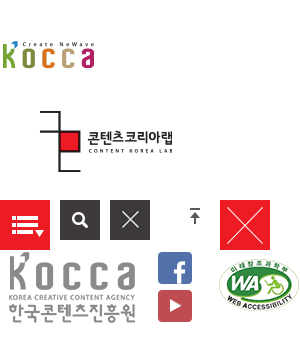 Create NeWave
Kocca
콘텐츠코리아랩
CONTENT KOREA LAB
Kocca
KOREA CREATIVE CONTENT AGENCY
한국콘텐츠진흥원
f
미래창조과학부
WA
WEB ACCESSIBILITY